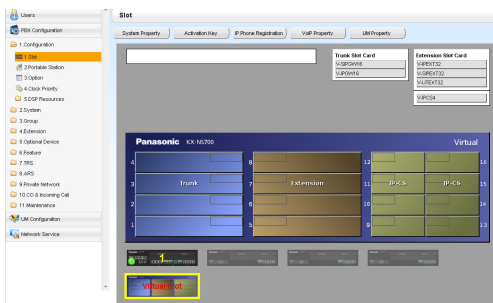 Users
PBX Configuration
1.Configuration
1.Slot
2.Portable Station
3.Option
4.Clock Priority
5.DSP Resources
2.System
3.Group
4.Extension
5.Optional Device
6.Feature
7.TRS
8.ARS
9.Private Network
10.CO & Incoming Call
11.Maintenance
UM Configuration
Network Service
Slot
System Property
Activation Key
IP Phone Registration
VoIP Property
UM Property
Trunk Slot Card
V-SIPGW16
V-IPGW16
Extension Slot Card
V-IPEXT32
V-SIPEXT32
V-UTEXT32
V-IPCS4
Panasonic KX-NS700 Virtual
4 8 12 16
3 Trunk 7 Extension 11 IP-CS IP-CS 15
2 6 10 14
1 5 9 13
1
Virtual Slot